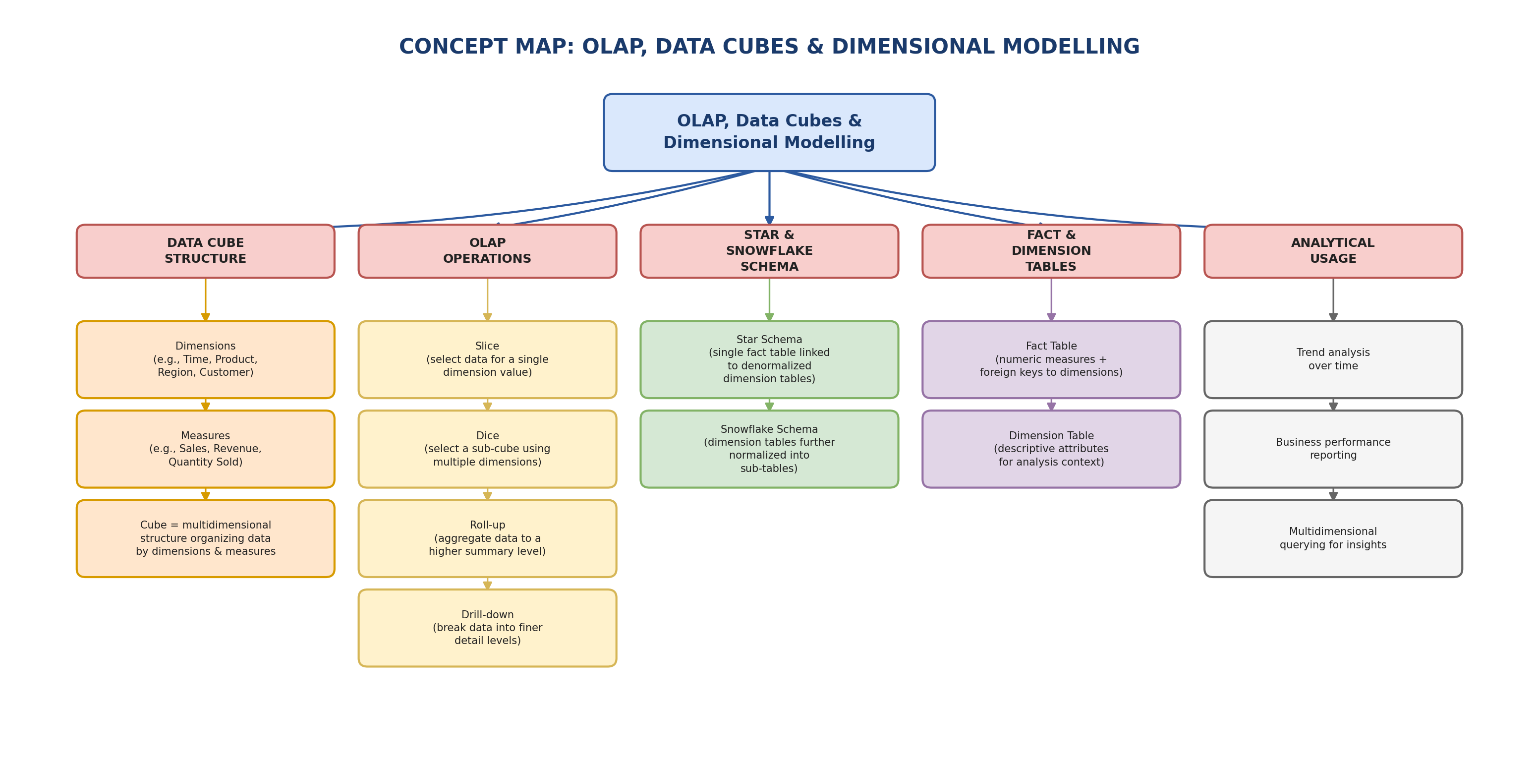 CONCEPT MAP: OLAP, DATA CUBES & DIMENSIONAL MODELLING
OLAP, Data Cubes &
Dimensional Modelling
DATA CUBE
STRUCTURE
Dimensions
(e.g., Time, Product,
Region, Customer)
Measures
(e.g., Sales, Revenue,
Quantity Sold)
Cube = multidimensional
structure organizing data
by dimensions & measures
OLAP
OPERATIONS
Slice
(select data for a single
dimension value)
Dice
(select a sub-cube using
multiple dimensions)
Roll-up
(aggregate data to a
higher summary level)
Drill-down
(break data into finer
detail levels)
STAR &
SNOWFLAKE
SCHEMA
Star Schema
(single fact table linked
to denormalized
dimension tables)
Snowflake Schema
(dimension tables further
normalized into
sub-tables)
FACT &
DIMENSION
TABLES
Fact Table
(numeric measures +
foreign keys to dimensions)
Dimension Table
(descriptive attributes
for analysis context)
ANALYTICAL
USAGE
Trend analysis
over time
Business performance
reporting
Multidimensional
querying for insights